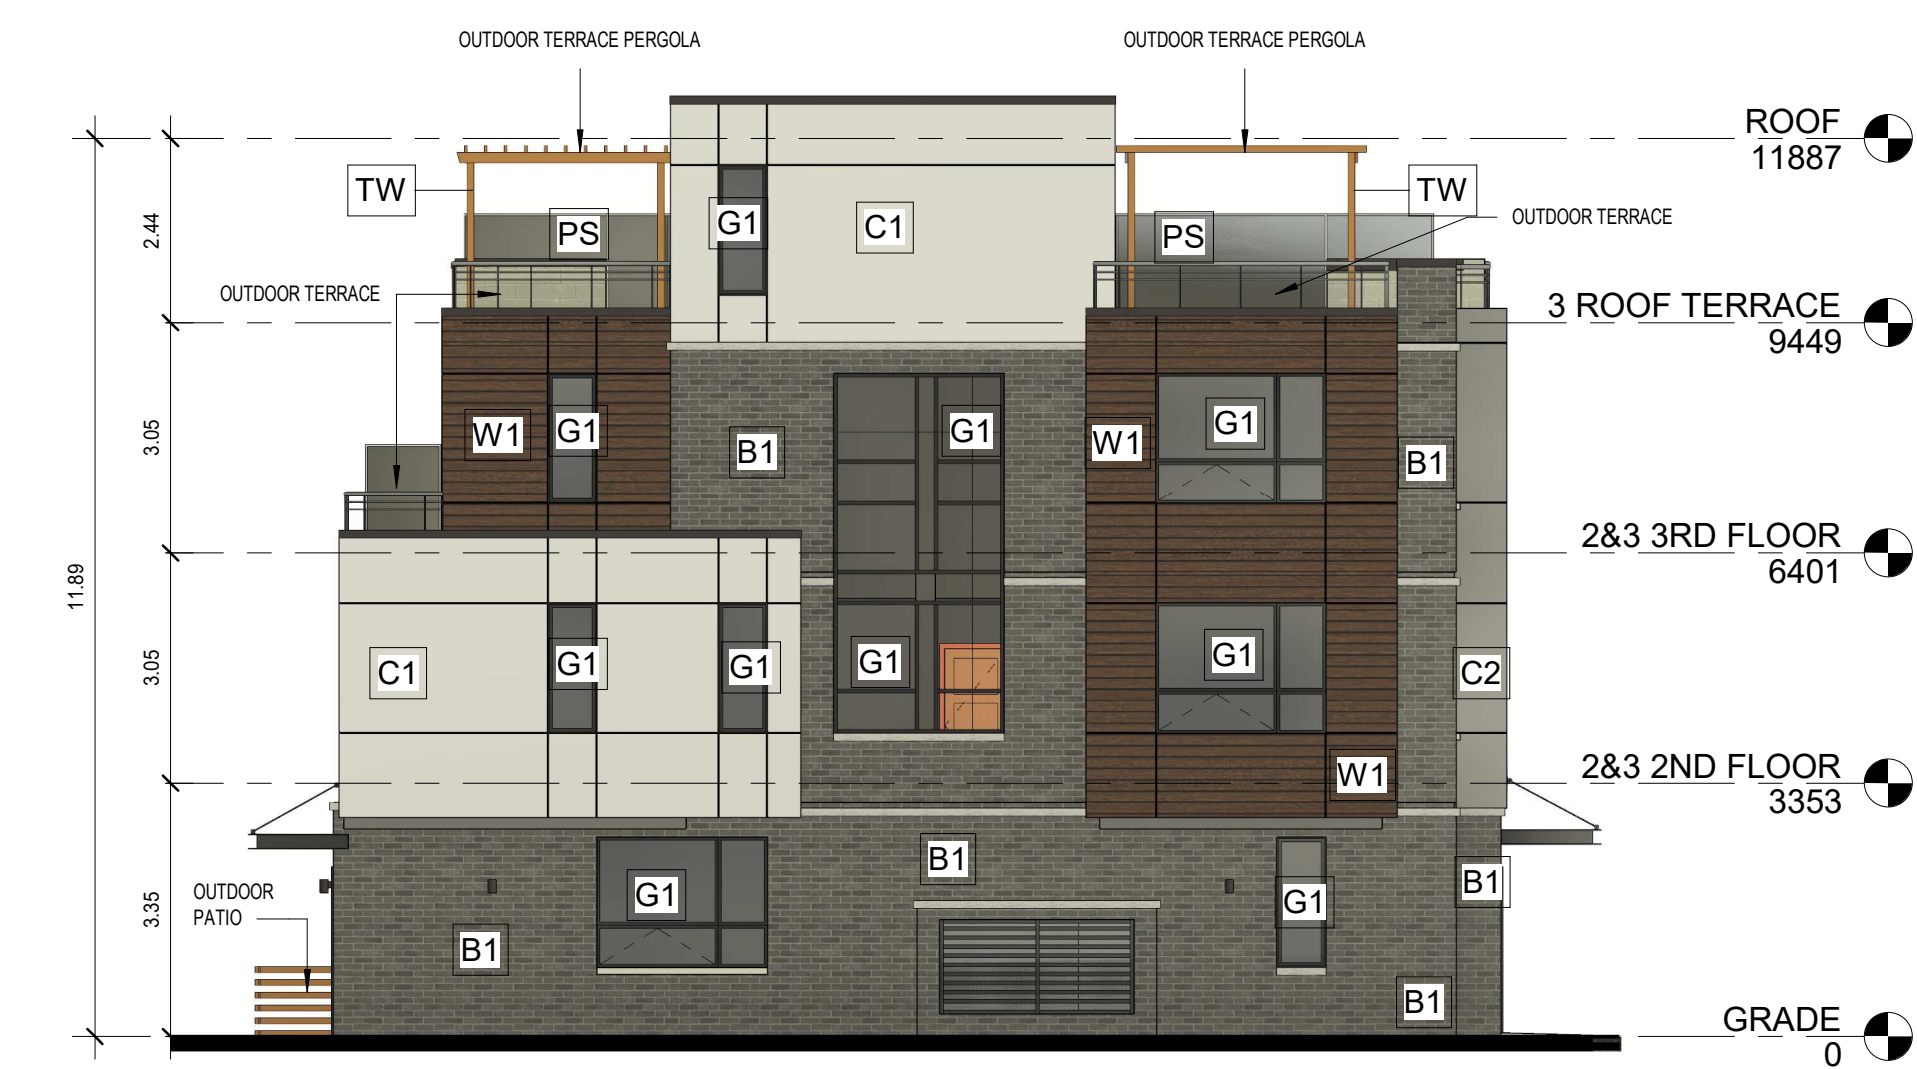 OUTDOOR TERRACE PERGOLA
OUTDOOR TERRACE PERGOLA
ROOF
11887
TW
TW
G1
C1
PS
PS
OUTDOOR TERRACE
2.44
OUTDOOR TERRACE
3 ROOF TERRACE
9449
W1
G1
B1
G1
W1
G1
B1
3.05
2&3 3RD FLOOR
6401
11.89
C1
G1
G1
G1
G1
C2
3.05
2&3 2ND FLOOR
3353
W1
B1
B1
OUTDOOR
PATIO
G1
G1
3.35
B1
B1
GRADE
0